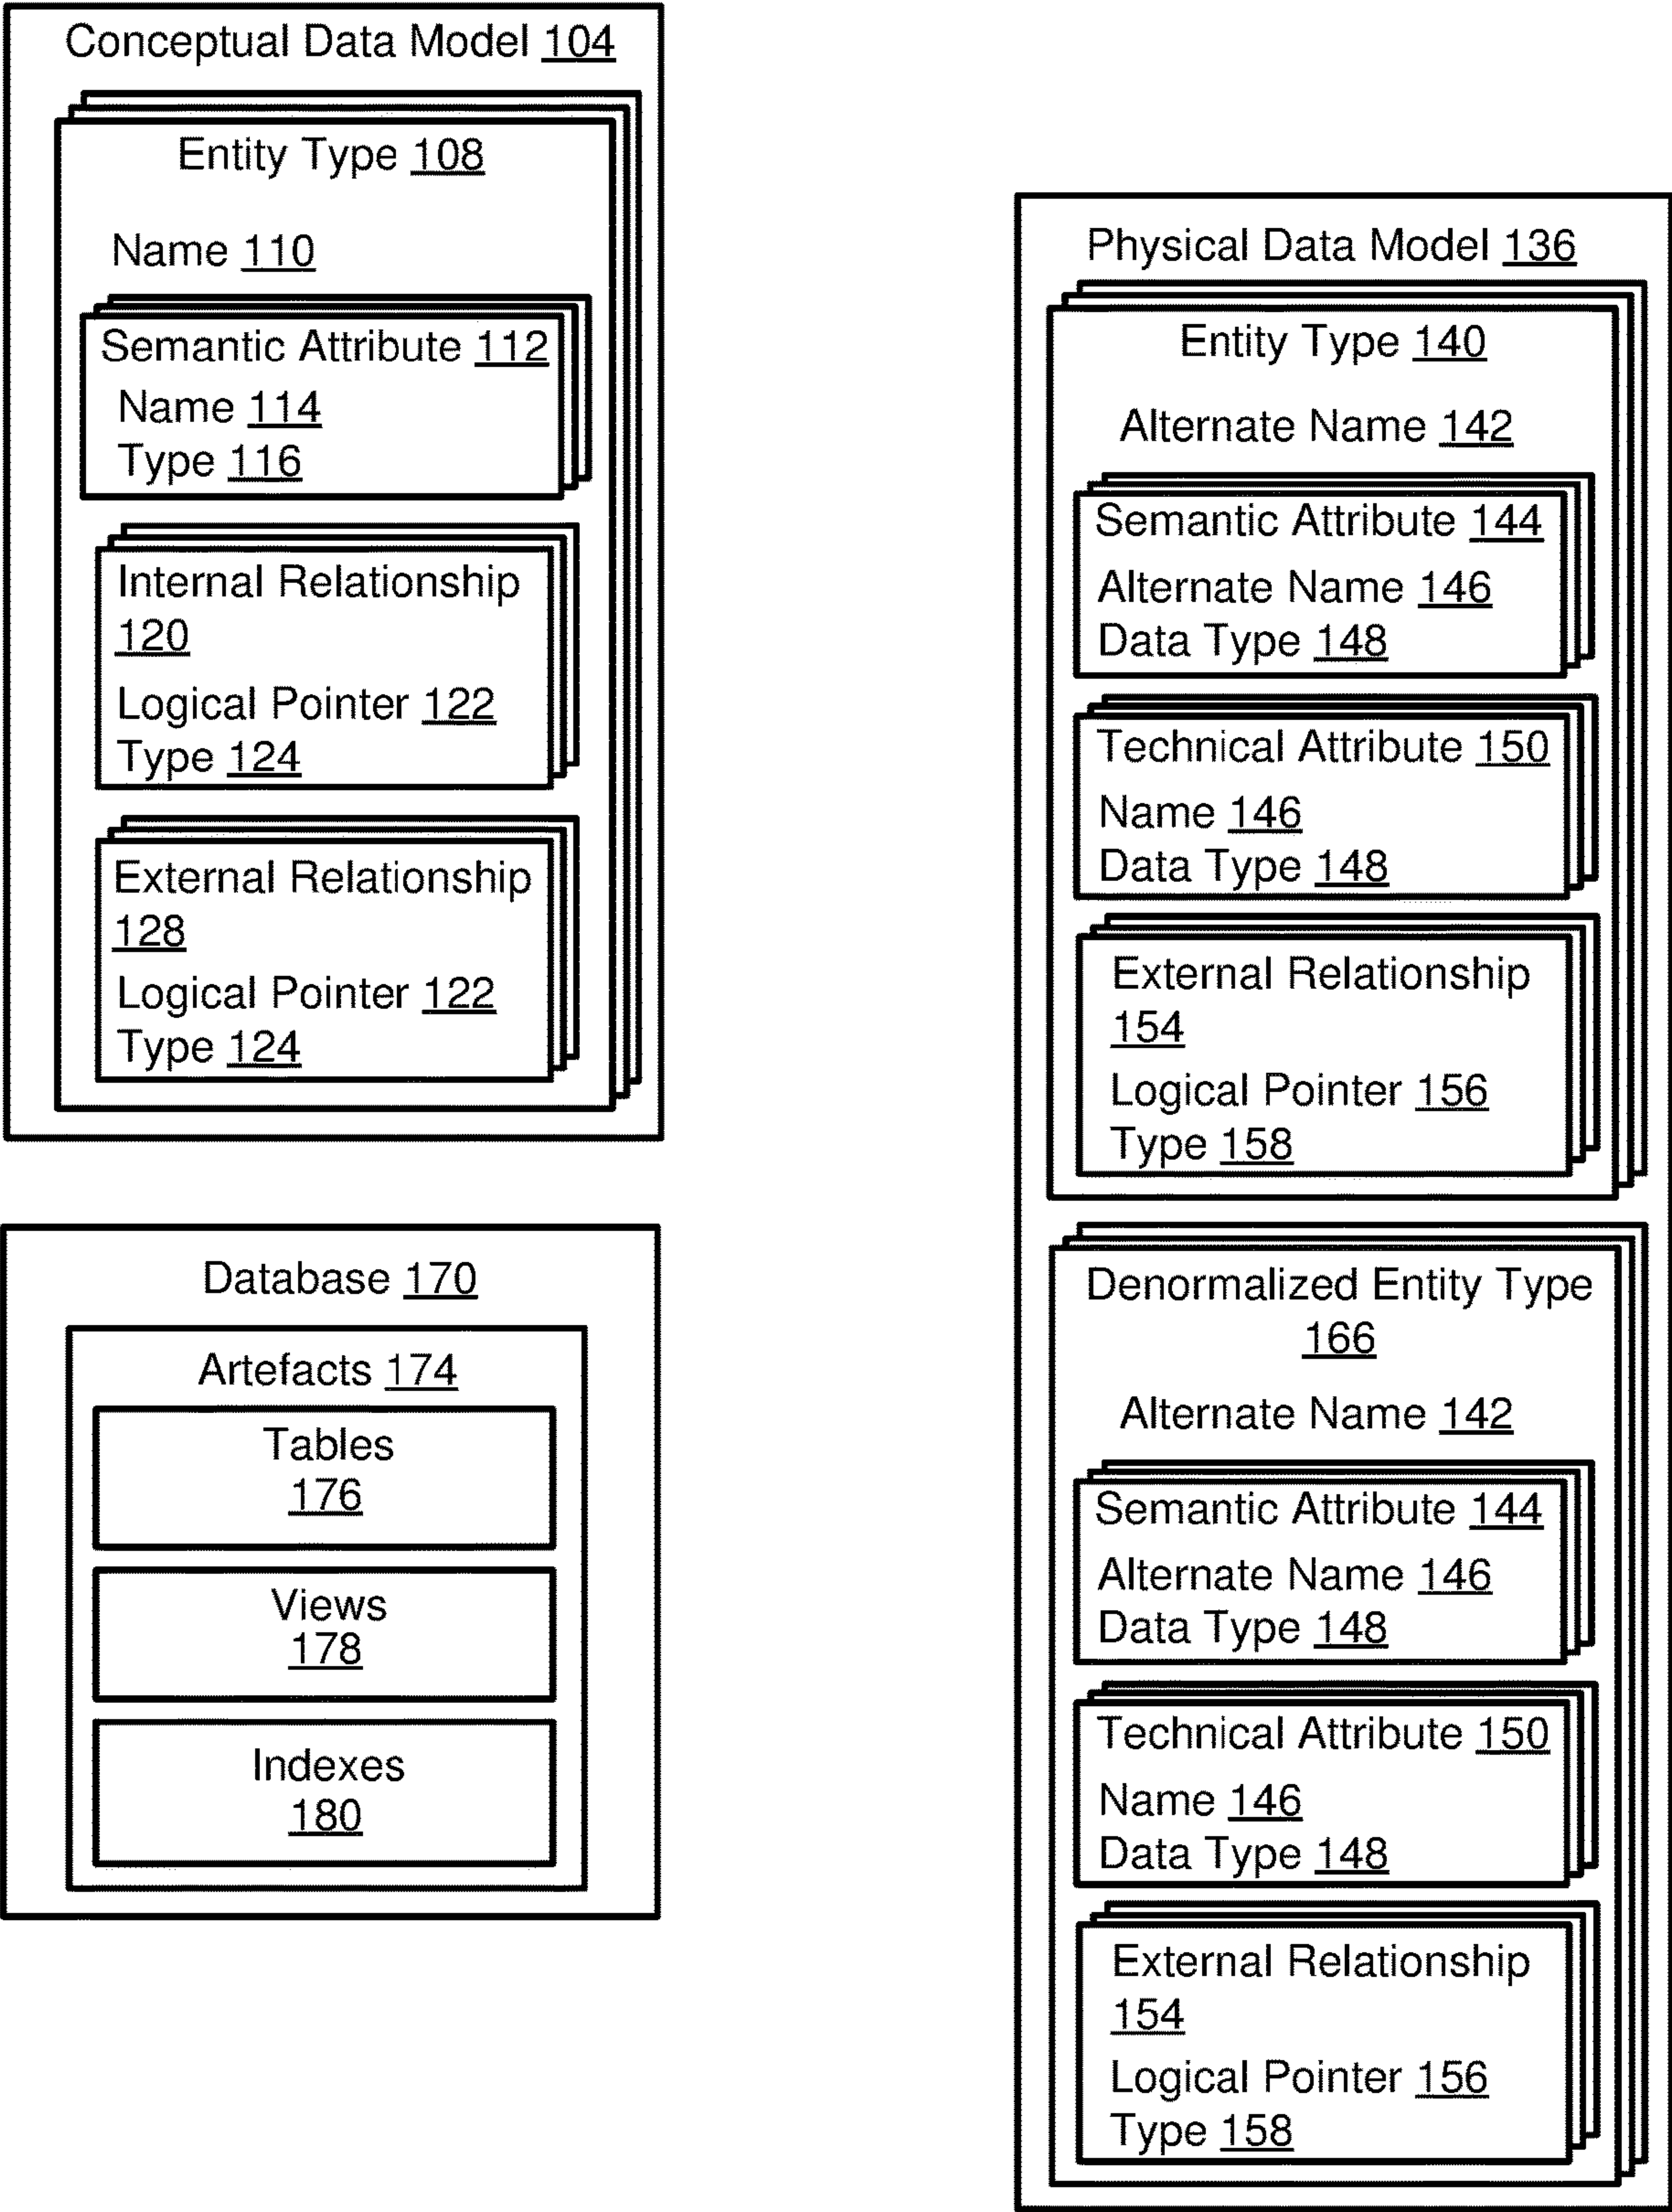 Conceptual Data Model 104
Entity Type 108
Name 110
Semantic Attribute 112
Name 114
Type 116
Internal Relationship
120
Logical Pointer 122
Type 124
External Relationship
128
Logical Pointer 122
Type 124
Database 170
Artefacts 174
Tables
176
Views
178
Indexes
180
Physical Data Model 136
Entity Type 140
Alternate Name 142
Semantic Attribute 144
Alternate Name 146
Data Type 148
Technical Attribute 150
Name 146
Data Type 148
External Relationship
154
Logical Pointer 156
Type 158
Denormalized Entity Type
166
Alternate Name 142
Semantic Attribute 144
Alternate Name 146
Data Type 148
Technical Attribute 150
Name 146
Data Type 148
External Relationship
154
Logical Pointer 156
Type 158